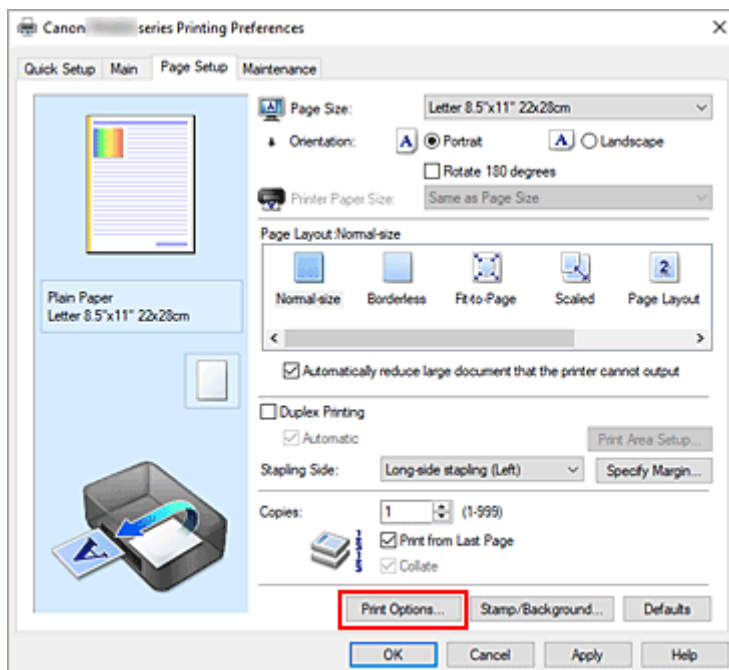 Canon series Printing Preferences
Quick Setup Main Page Setup Maintenance
Page Size: Letter 8.5"x11" 22x28cm
Orientation: A Portrait A Landscape
Rotate 180 degrees
Printer Paper Size: Same as Page Size
Page Layout:Normal-size
Normal-size Borderless Fit-to-Page Scaled Page Layout
Plain Paper
Letter 8.5"x11" 22x28cm
Automatically reduce large document that the printer cannot output
Duplex Printing
Automatic Print Area Setup...
Stapling Side: Long-side stapling (Left) Specify Margin...
Copies: 1 (1-999)
Print from Last Page
Collate
Print Options... Stamp/Background... Defaults
OK Cancel Apply Help